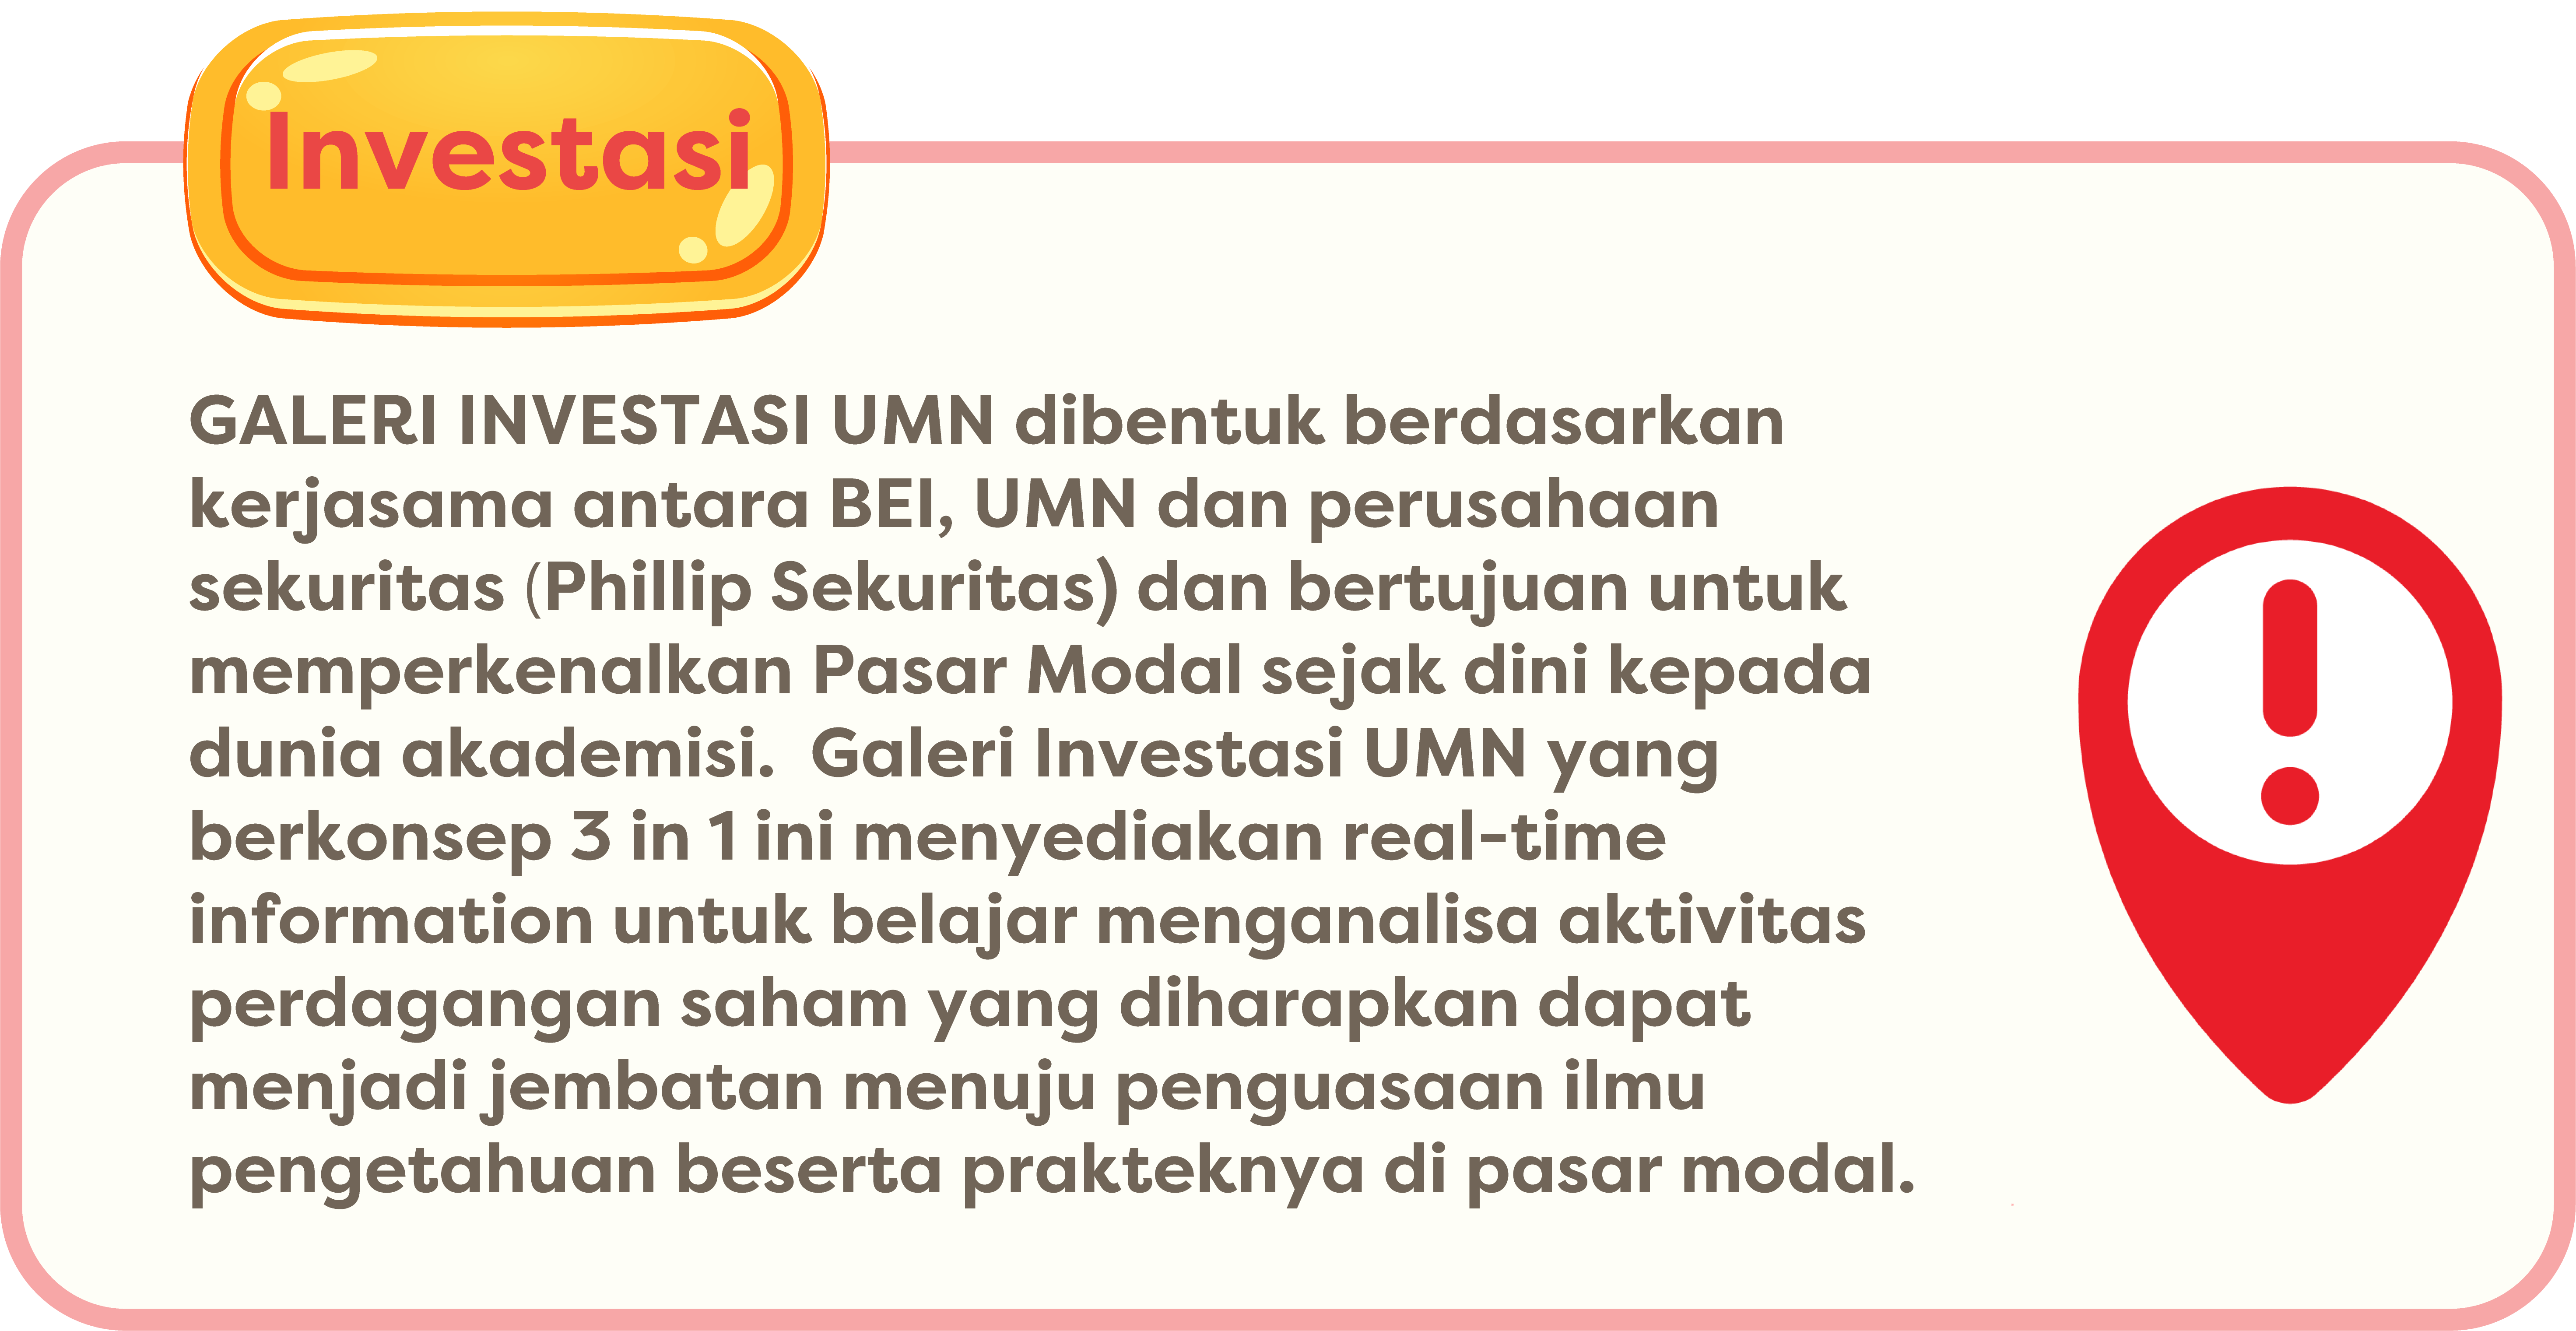 Investasi
GALERI INVESTASI UMN dibentuk berdasarkan
kerjasama antara BEI, UMN dan perusahaan
sekuritas (Phillip Sekuritas) dan bertujuan untuk
memperkenalkan Pasar Modal sejak dini kepada
dunia akademisi.  Galeri Investasi UMN yang
berkonsep 3 in 1 ini menyediakan real-time
information untuk belajar menganalisa aktivitas
perdagangan saham yang diharapkan dapat
menjadi jembatan menuju penguasaan ilmu
pengetahuan beserta prakteknya di pasar modal.